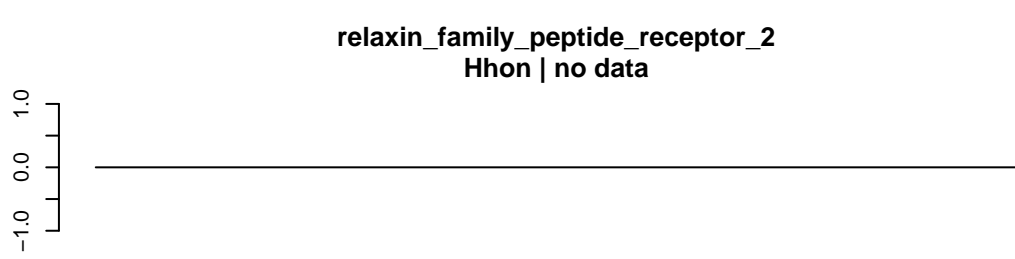 relaxin_family_peptide_receptor_2
Hhon | no data
1.0
0.0
−1.0